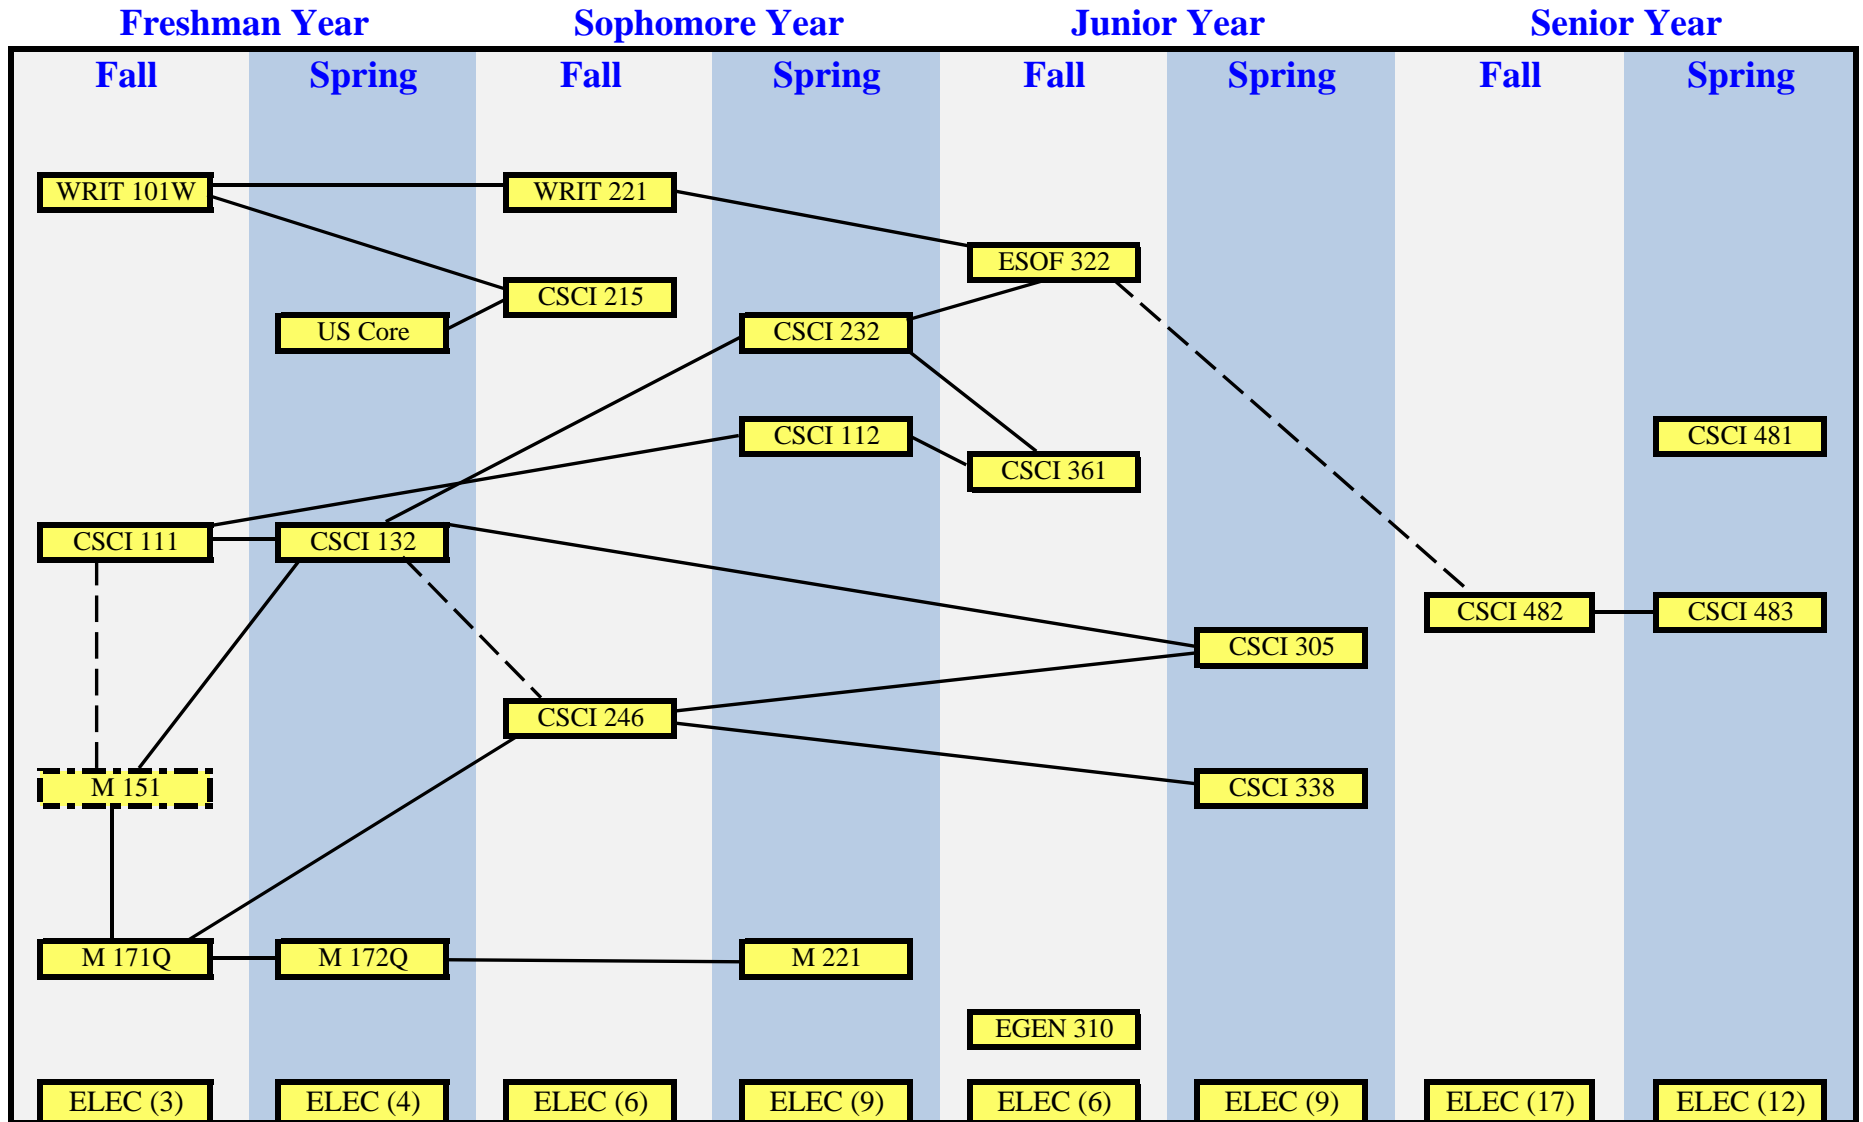 Freshman Year Sophomore Year Junior Year Senior Year
Fall Spring Fall Spring Fall Spring Fall Spring
WRIT 101W WRIT 221
ESOF 322
CSCI 215
US Core CSCI 232
CSCI 112 CSCI 481
CSCI 361
CSCI 111 CSCI 132
CSCI 482 CSCI 483
CSCI 305
CSCI 246
M 151 CSCI 338
M 171Q M 172Q M 221
EGEN 310
ELEC (3) ELEC (4) ELEC (6) ELEC (9) ELEC (6) ELEC (9) ELEC (17) ELEC (12)